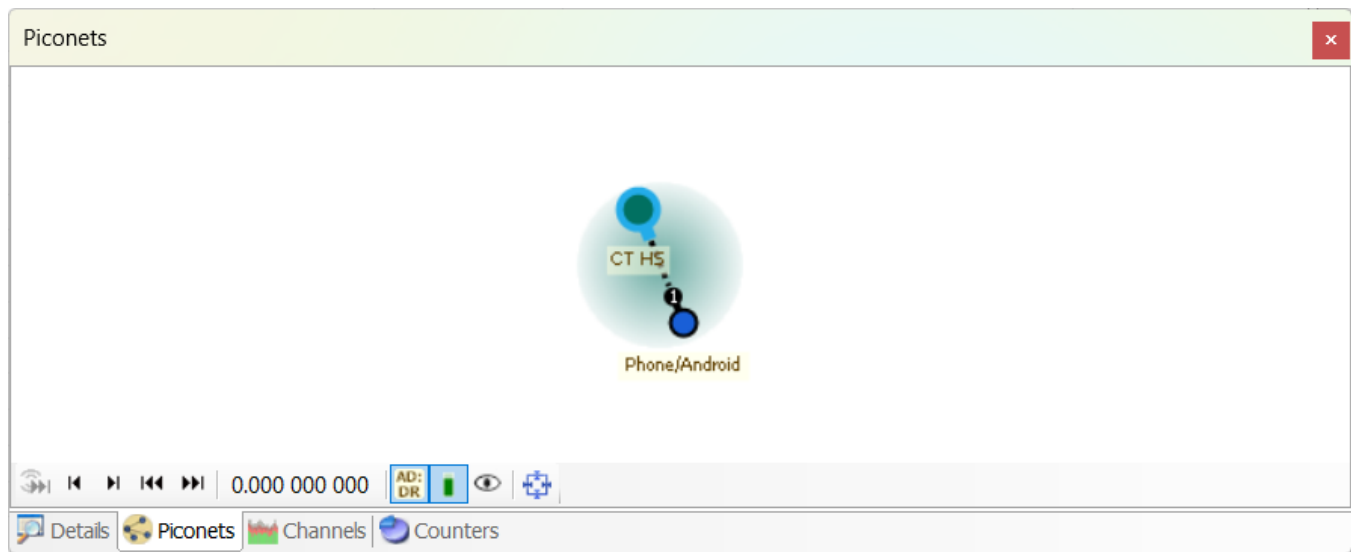 Piconets
CT HS
1
Phone/Android
0.000 000 000
AD:
DR
Details Piconets Channels Counters